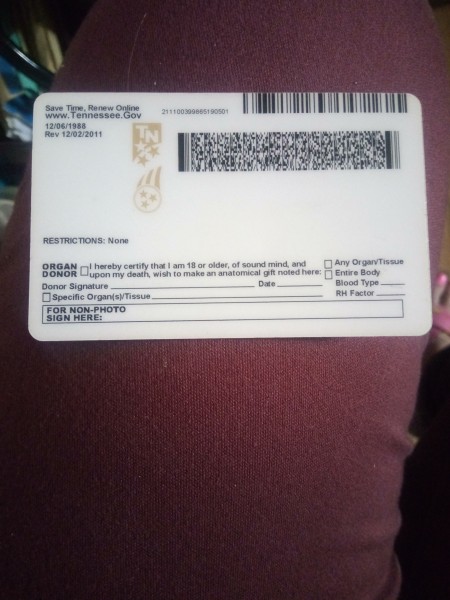 Save Time, Renew Online
www.Tennessee.Gov
211100399865190501
12/06/1988
Rev 12/02/2011
TN
RESTRICTIONS: None
ORGAN DONOR I hereby certify that I am 18 or older, of sound mind, and
upon my death, wish to make an anatomical gift noted here:
Any Organ/Tissue
Entire Body
Donor Signature Date Blood Type
Specific Organ(s)/Tissue RH Factor
FOR NON-PHOTO
SIGN HERE: